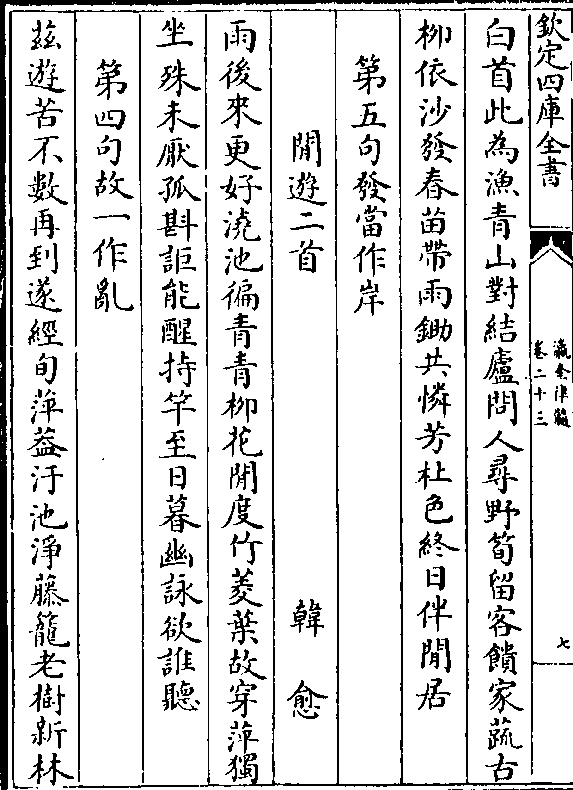 欽定四庫全書
瀛奎律髓
卷二十三
七
白首此為漁青山對結廬問人尋野筍留客饋家蔬古
柳依沙發春苗帶雨鋤共憐芳杜色終日伴閒居
第五句發當作岸
閒遊二首
韓愈
雨後來更好澆池徧青青柳花閒度竹菱葉故穿萍獨
坐殊未厭孤斟詎能醒持竿至日暮幽詠欲誰聽
第四句故一作亂
茲遊苦不數再到遂經旬萍葢汙池淨藤籠老樹新林